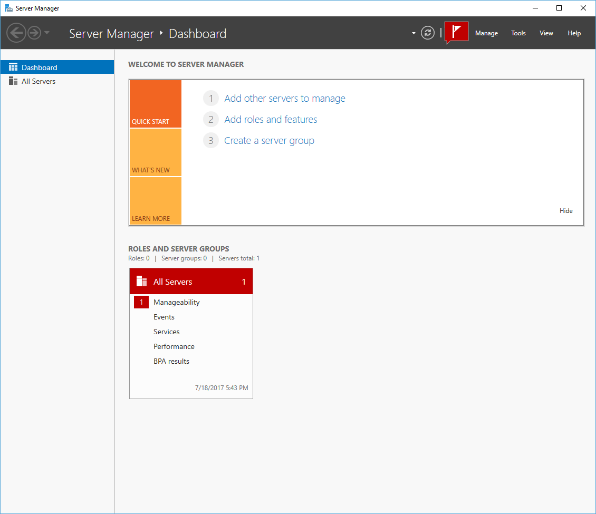 Server Manager
Server Manager ‣ Dashboard
Manage Tools View Help
Dashboard
All Servers
WELCOME TO SERVER MANAGER
QUICK START
WHAT'S NEW
LEARN MORE
1 Add other servers to manage
2 Add roles and features
3 Create a server group
Hide
ROLES AND SERVER GROUPS
Roles: 0 | Server groups: 0 | Servers total: 1
All Servers 1
1 Manageability
Events
Services
Performance
BPA results
7/18/2017 5:43 PM